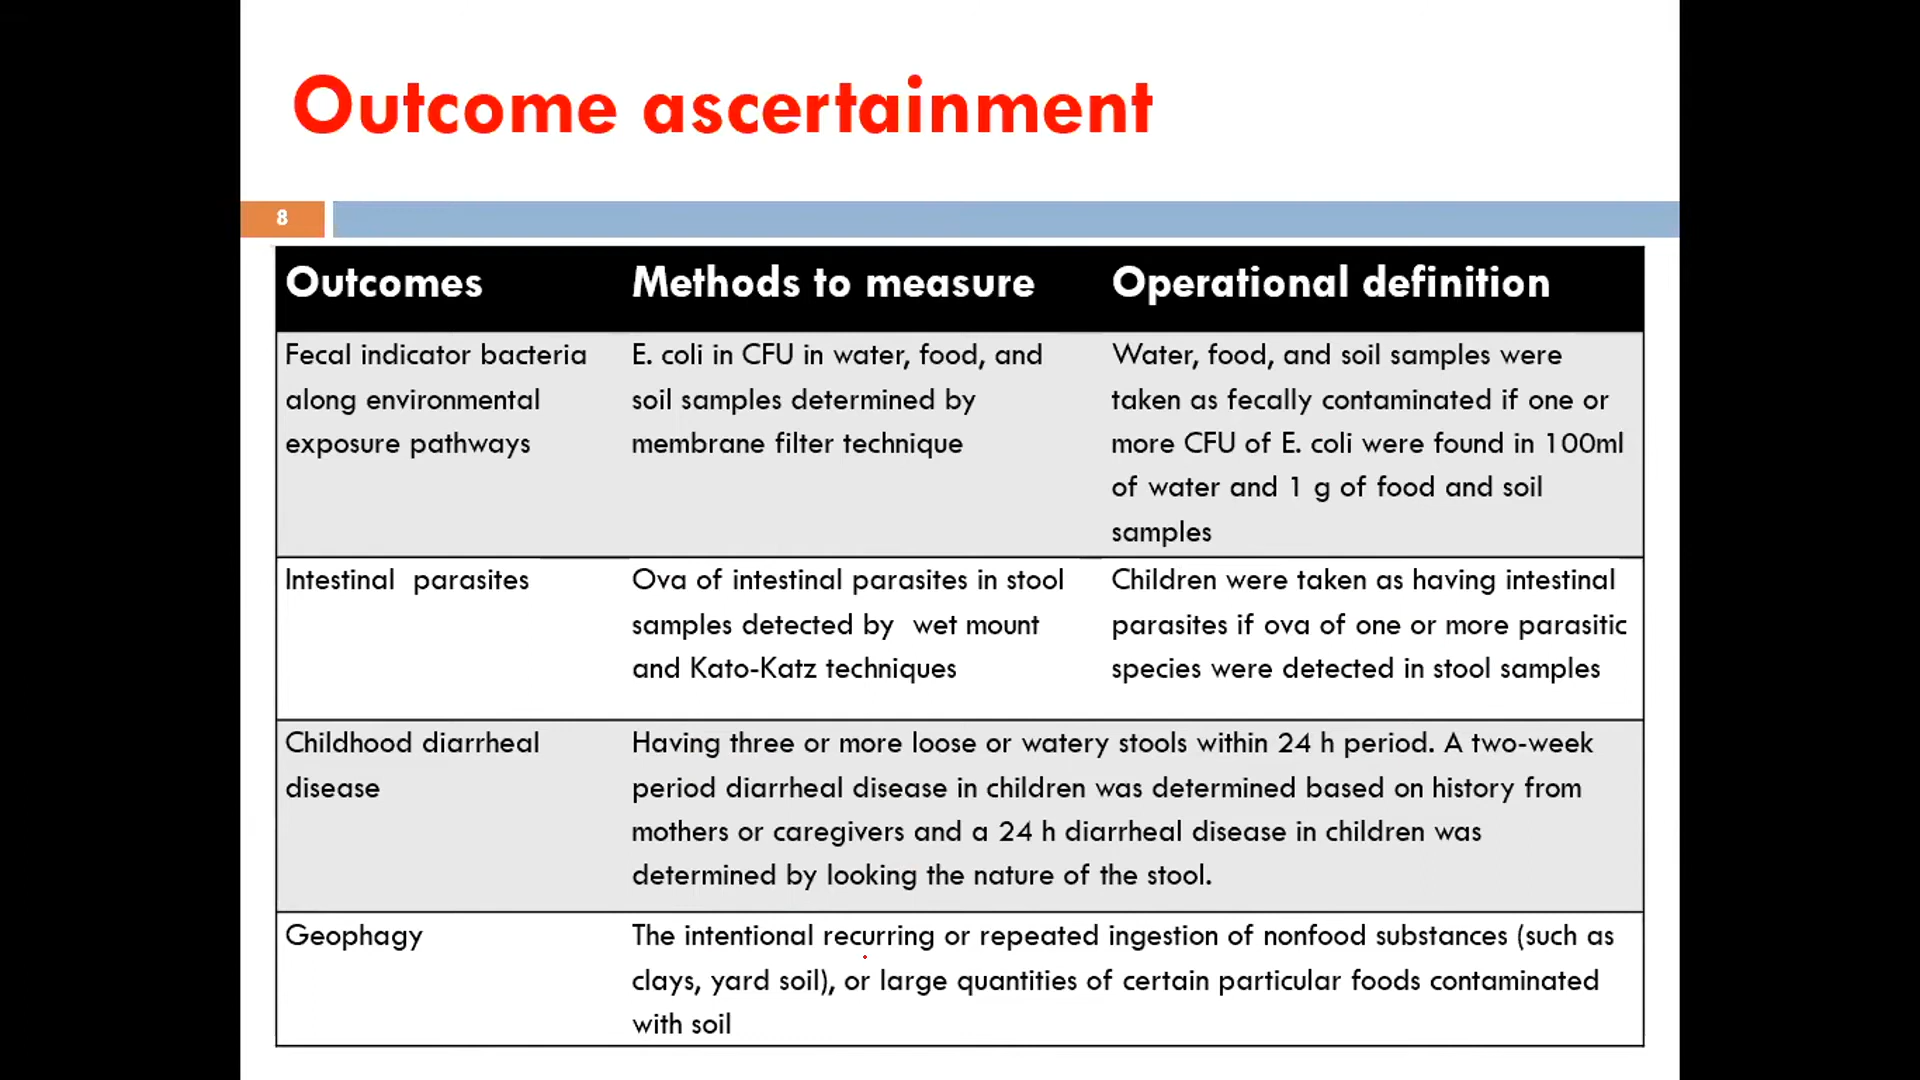 Outcome ascertainment
8
Outcomes
Methods to measure
Operational definition
Fecal indicator bacteria
along environmental
exposure pathways
E. coli in CFU in water, food, and
soil samples determined by
membrane filter technique
Water, food, and soil samples were
taken as fecally contaminated if one or
more CFU of E. coli were found in 100ml
of water and 1 g of food and soil
samples
Intestinal parasites
Ova of intestinal parasites in stool
samples detected by wet mount
and Kato-Katz techniques
Children were taken as having intestinal
parasites if ova of one or more parasitic
species were detected in stool samples
Childhood diarrheal
disease
Having three or more loose or watery stools within 24 h period. A two-week
period diarrheal disease in children was determined based on history from
mothers or caregivers and a 24 h diarrheal disease in children was
determined by looking the nature of the stool.
Geophagy
The intentional recurring or repeated ingestion of nonfood substances (such as
clays, yard soil), or large quantities of certain particular foods contaminated
with soil